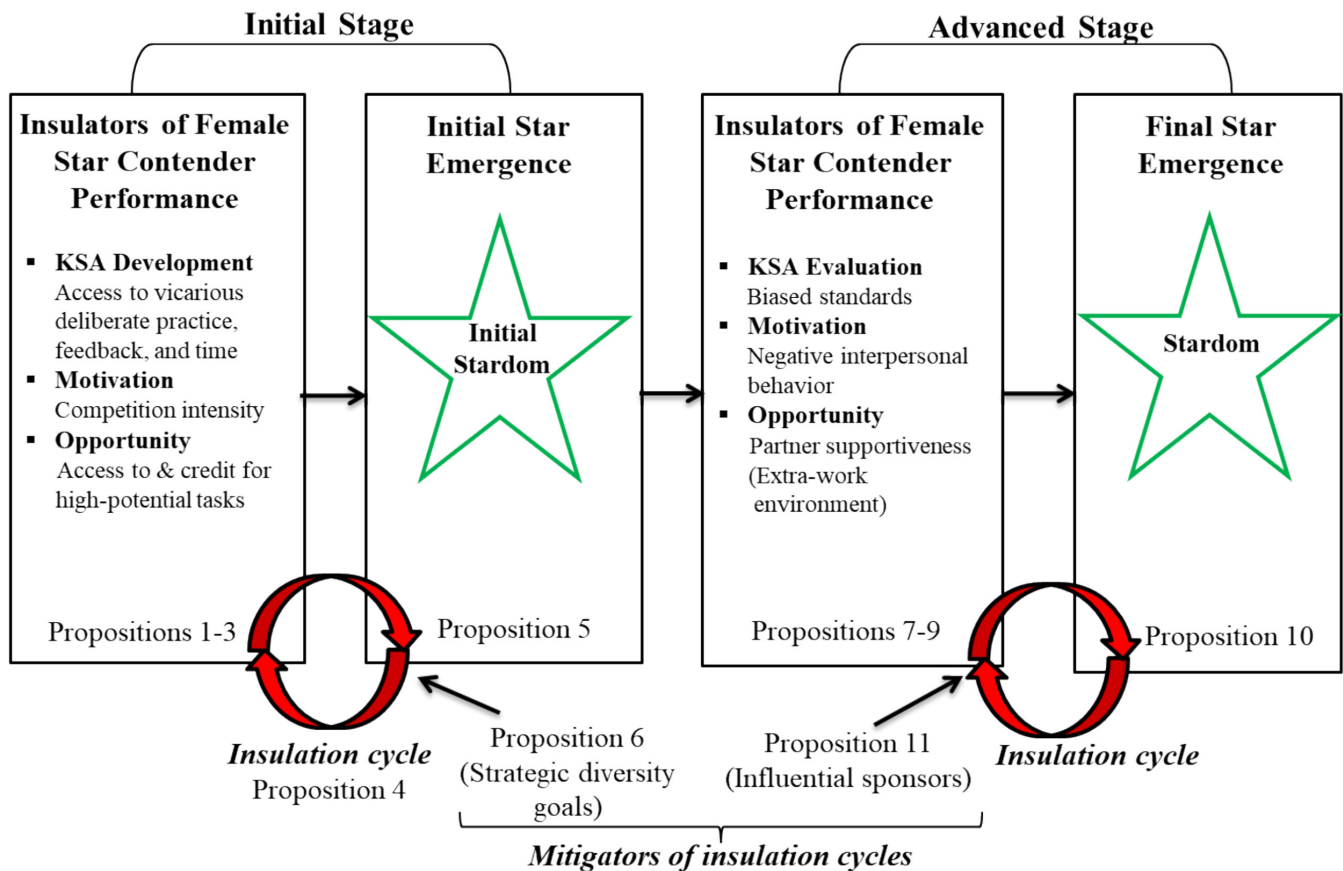 Initial Stage
Advanced Stage
Insulators of Female
Star Contender
Performance
▪ KSA Development
Access to vicarious
deliberate practice,
feedback, and time
▪ Motivation
Competition intensity
▪ Opportunity
Access to & credit for
high-potential tasks
Propositions 1-3
Initial Star
Emergence
Initial
Stardom
Proposition 5
Insulators of Female
Star Contender
Performance
▪ KSA Evaluation
Biased standards
▪ Motivation
Negative interpersonal
behavior
▪ Opportunity
Partner supportiveness
(Extra-work
environment)
Propositions 7-9
Final Star
Emergence
Stardom
Proposition 10
Insulation cycle
Proposition 4
Proposition 6
(Strategic diversity
goals)
Proposition 11
(Influential sponsors)
Insulation cycle
Mitigators of insulation cycles